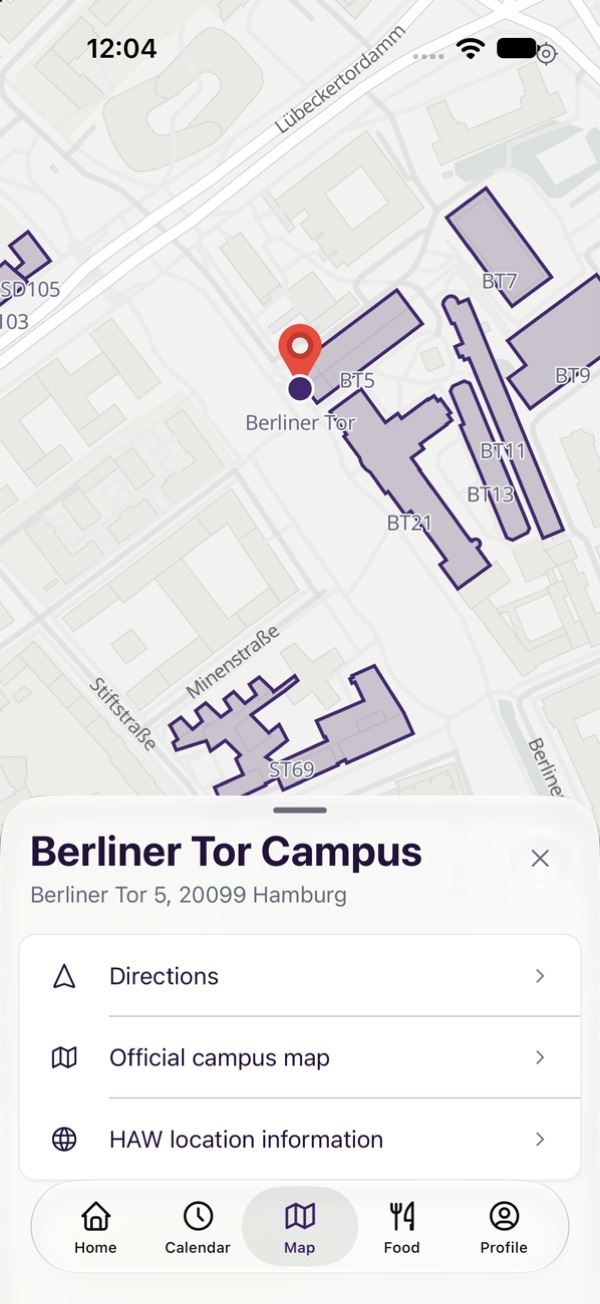 12:04
Lübeckertordamm
BT7
SD105
103
BT9
BT5
Berliner Tor
BT11
BT13
BT21
Minenstraße
Stiftstraße
ST69
Berline
Berliner Tor Campus
Berliner Tor 5, 20099 Hamburg
Directions
Official campus map
HAW location information
Home
Calendar
Map
Food
Profile